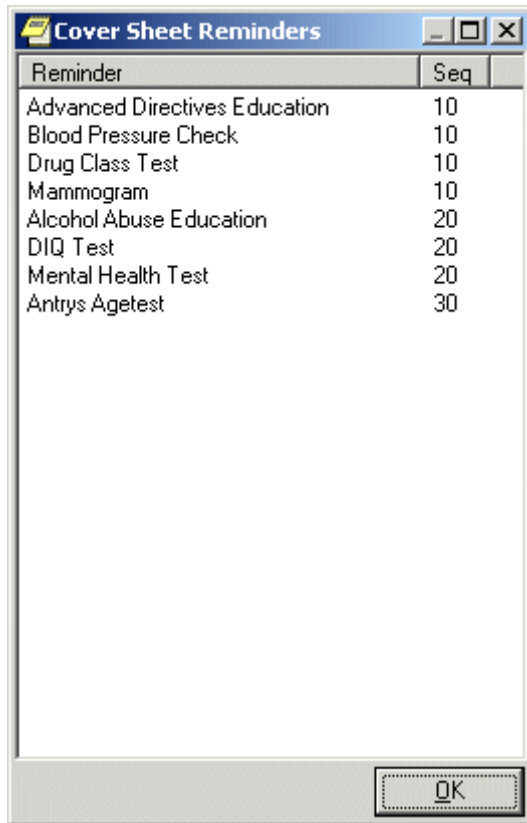 Cover Sheet Reminders
Reminder Seq
Advanced Directives Education 10
Blood Pressure Check 10
Drug Class Test 10
Mammogram 10
Alcohol Abuse Education 20
DIQ Test 20
Mental Health Test 20
Antrys Agetest 30
OK